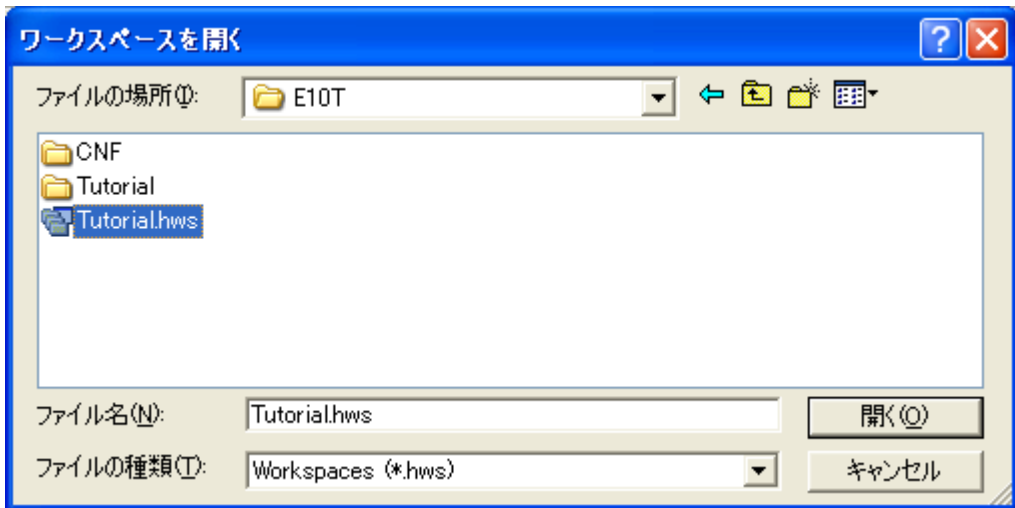 ワークスペースを開く
ファイルの場所(I): E10T
CNF
Tutorial
Tutorial.hws
ファイル名(N): Tutorial.hws 開く(O)
ファイルの種類(T): Workspaces (*.hws) キャンセル